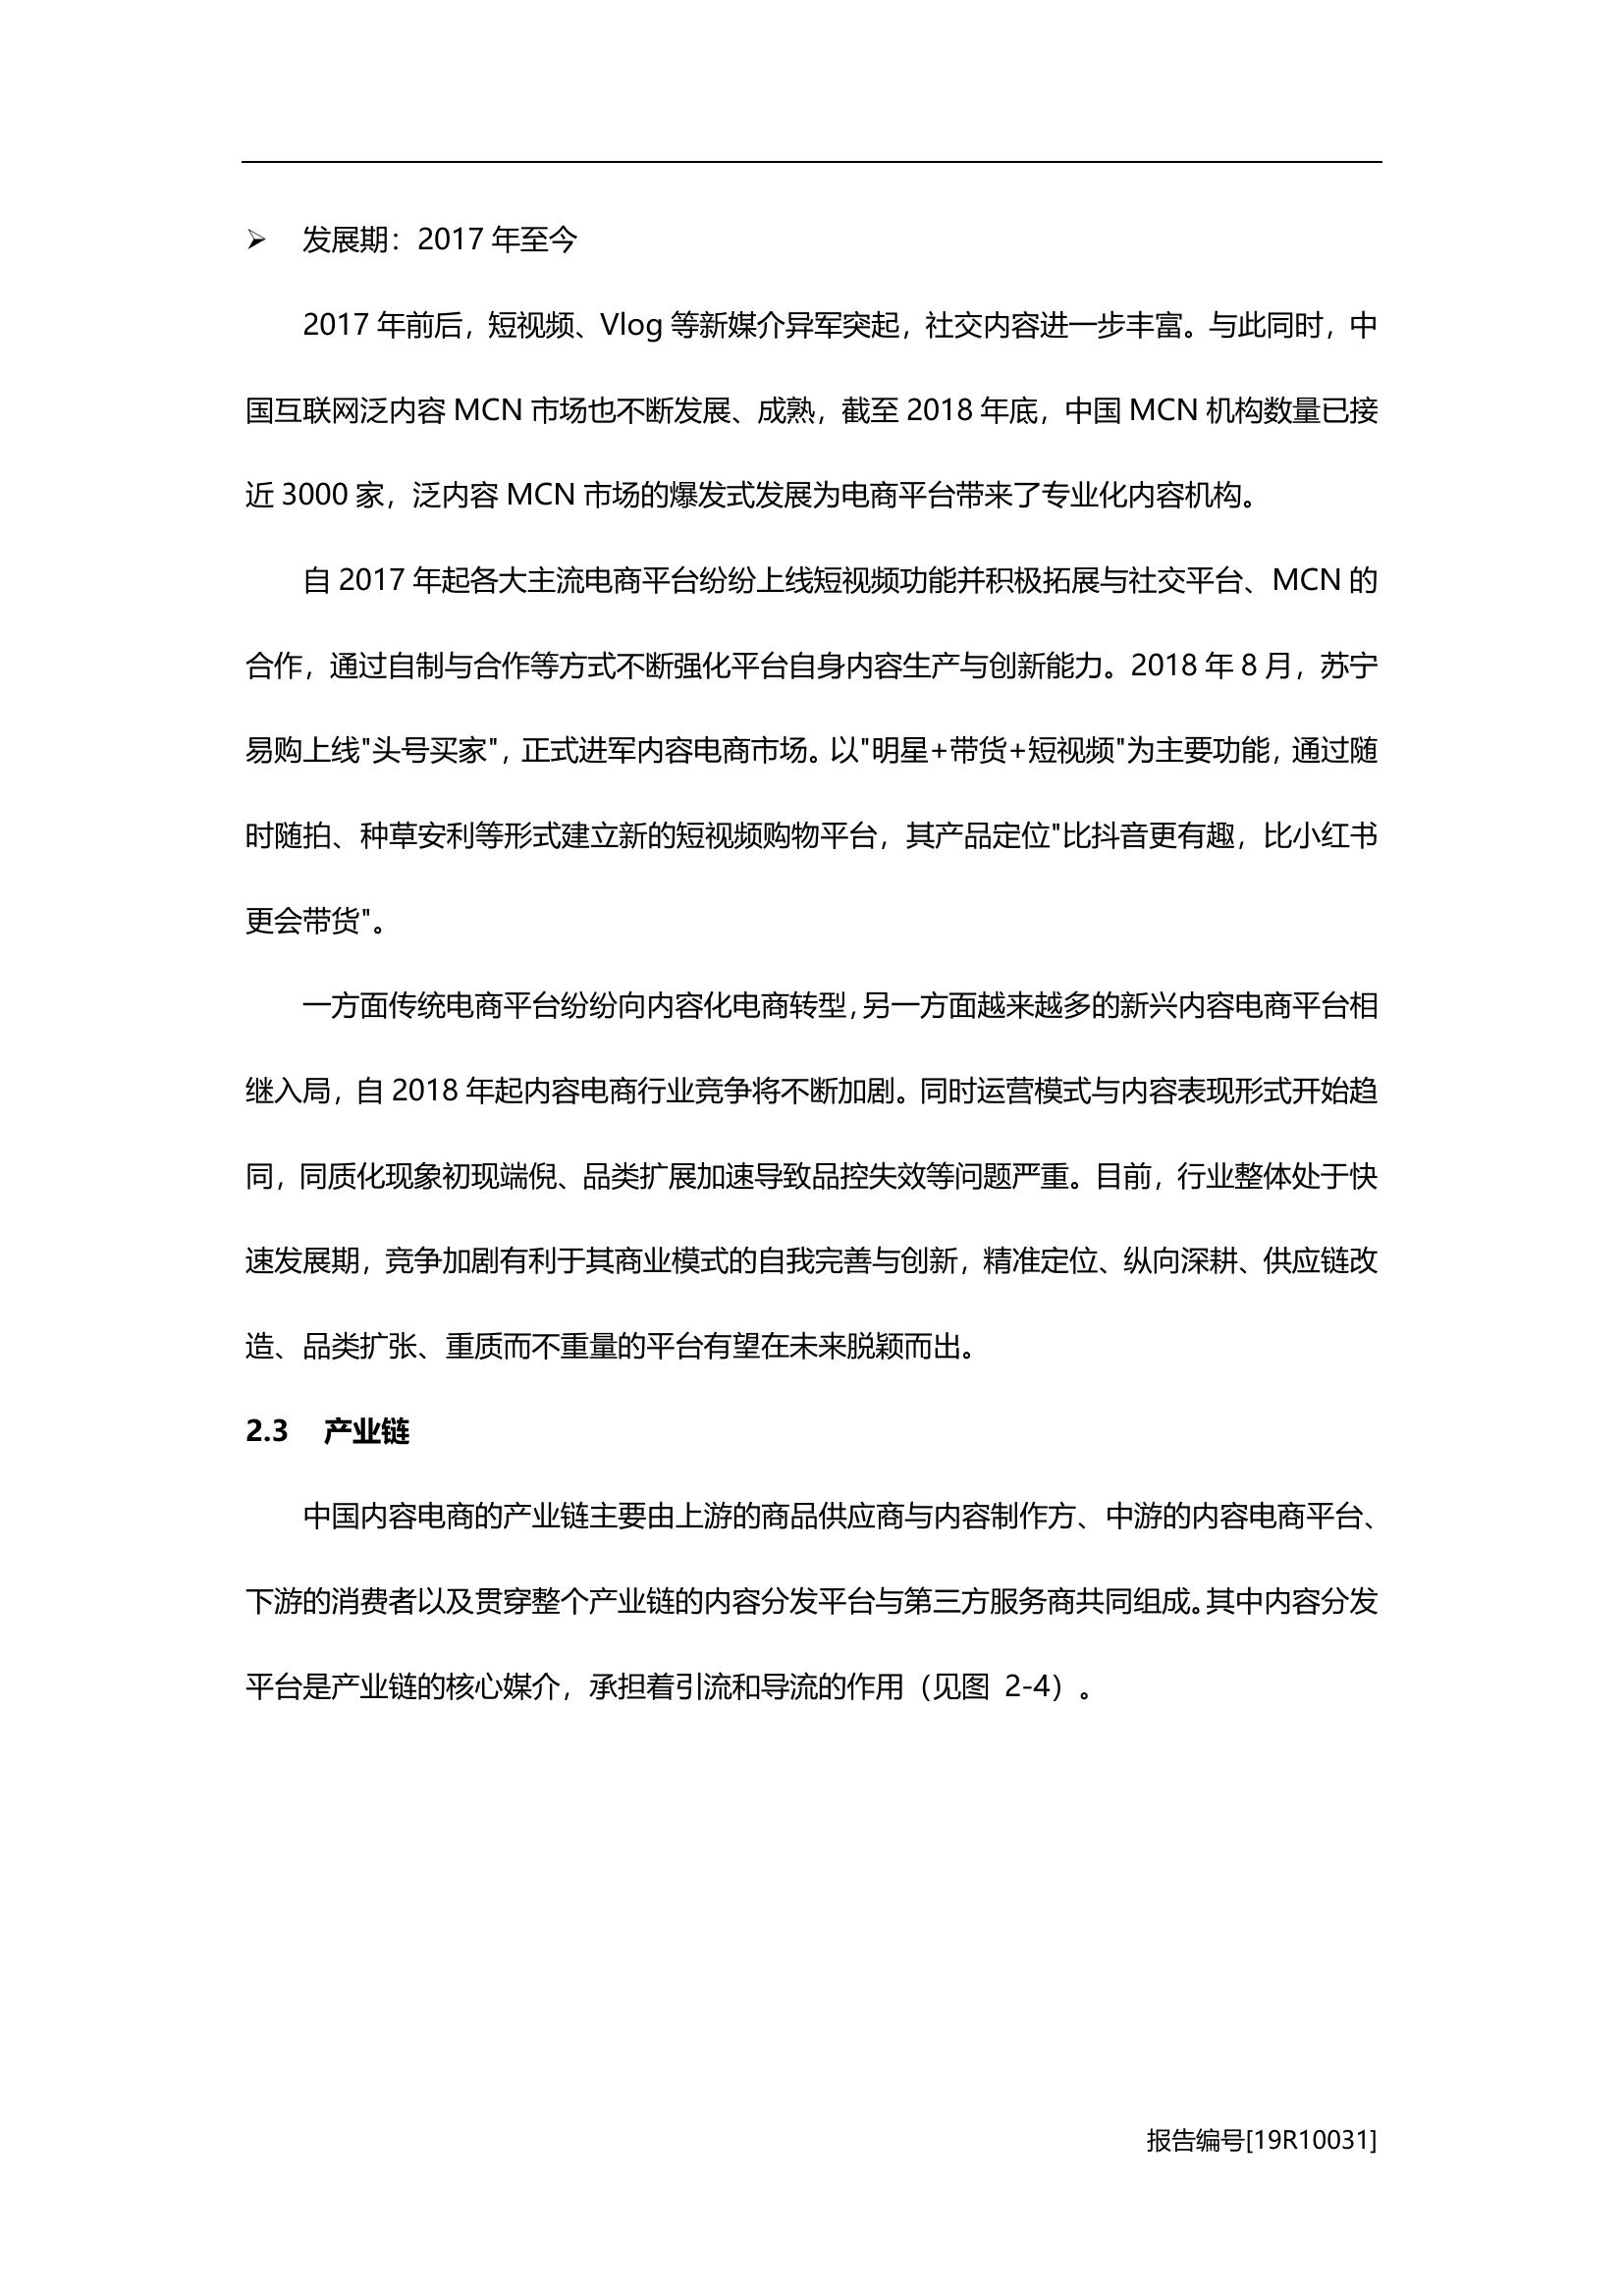 ➢ 发展期：2017 年至今
2017 年前后，短视频、Vlog 等新媒介异军突起，社交内容进一步丰富。与此同时，中
国互联网泛内容 MCN 市场也不断发展、成熟，截至 2018 年底，中国 MCN 机构数量已接
近 3000 家，泛内容 MCN 市场的爆发式发展为电商平台带来了专业化内容机构。
自 2017 年起各大主流电商平台纷纷上线短视频功能并积极拓展与社交平台、MCN 的
合作，通过自制与合作等方式不断强化平台自身内容生产与创新能力。2018 年 8 月，苏宁
易购上线"头号买家"，正式进军内容电商市场。以"明星+带货+短视频"为主要功能，通过随
时随拍、种草安利等形式建立新的短视频购物平台，其产品定位"比抖音更有趣，比小红书
更会带货"。
一方面传统电商平台纷纷向内容化电商转型，另一方面越来越多的新兴内容电商平台相
继入局，自 2018 年起内容电商行业竞争将不断加剧。同时运营模式与内容表现形式开始趋
同，同质化现象初现端倪、品类扩展加速导致品控失效等问题严重。目前，行业整体处于快
速发展期，竞争加剧有利于其商业模式的自我完善与创新，精准定位、纵向深耕、供应链改
造、品类扩张、重质而不重量的平台有望在未来脱颖而出。
2.3 产业链
中国内容电商的产业链主要由上游的商品供应商与内容制作方、中游的内容电商平台、
下游的消费者以及贯穿整个产业链的内容分发平台与第三方服务商共同组成。其中内容分发
平台是产业链的核心媒介，承担着引流和导流的作用（见图 2-4）。
报告编号[19R10031]